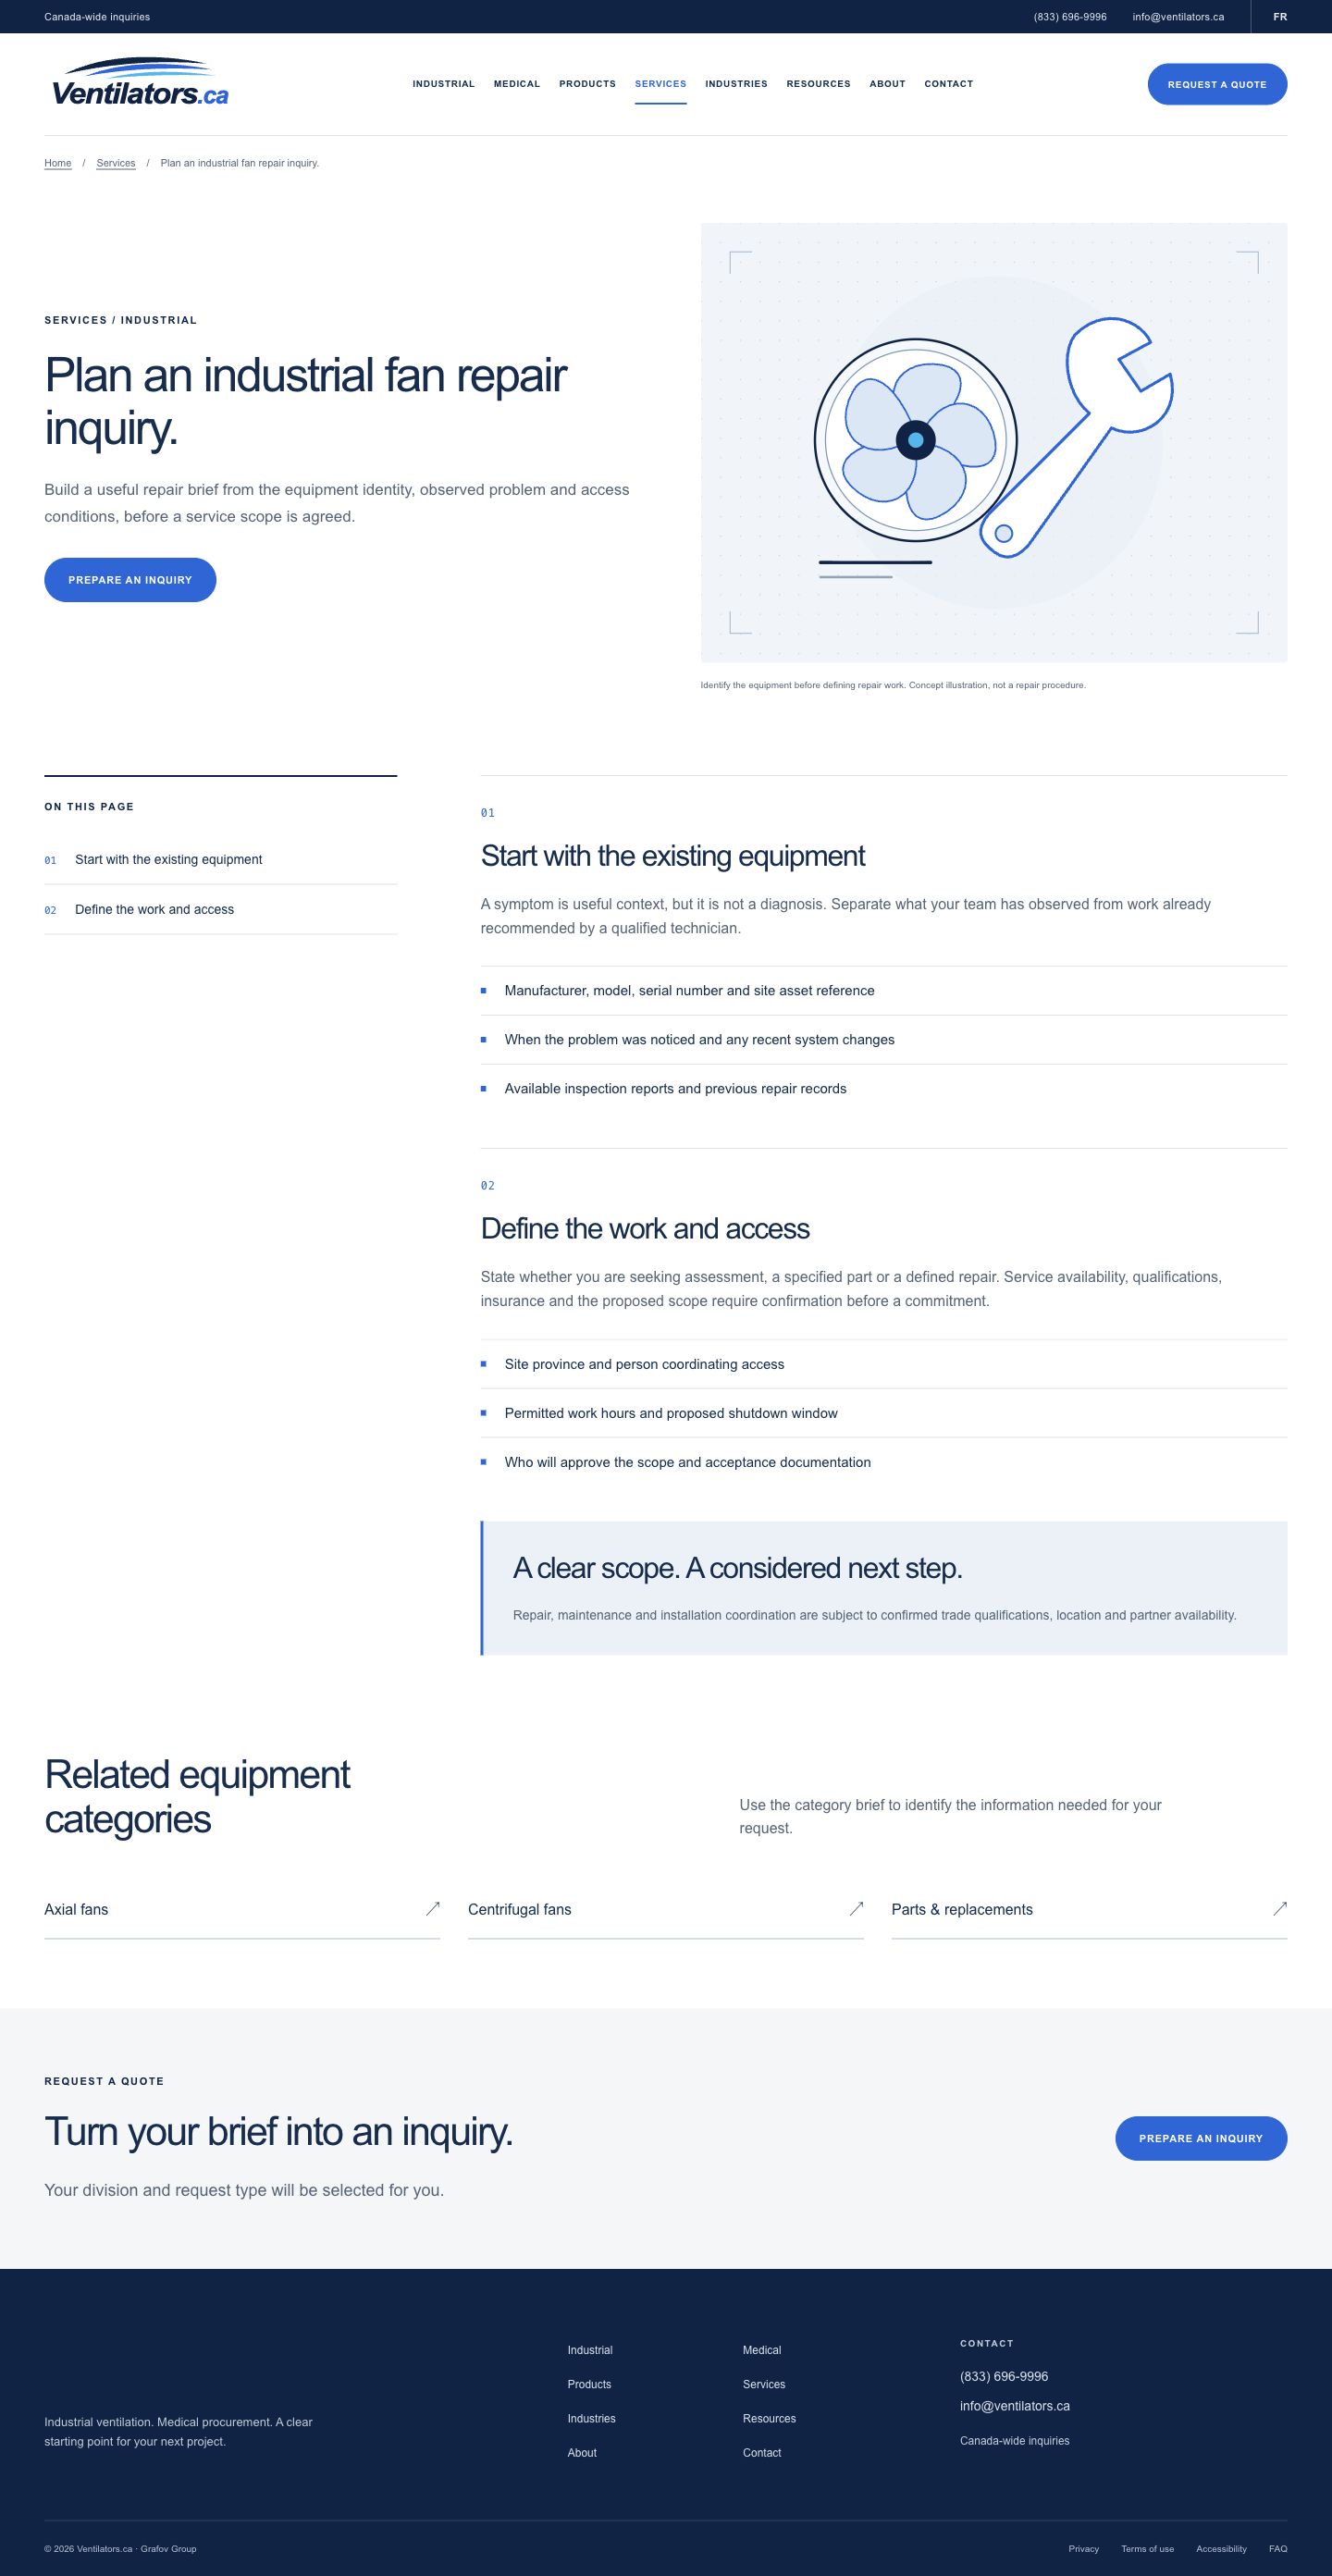 Canada-wide inquiries
(833) 696-9996
info@ventilators.ca
FR
Ventilators.ca
INDUSTRIAL
MEDICAL
PRODUCTS
SERVICES
INDUSTRIES
RESOURCES
ABOUT
CONTACT
REQUEST A QUOTE
Home / Services / Plan an industrial fan repair inquiry.
SERVICES / INDUSTRIAL
Plan an industrial fan repair
inquiry.
Build a useful repair brief from the equipment identity, observed problem and access
conditions, before a service scope is agreed.
PREPARE AN INQUIRY
Identify the equipment before defining repair work. Concept illustration, not a repair procedure.
ON THIS PAGE
01 Start with the existing equipment
02 Define the work and access
01
Start with the existing equipment
A symptom is useful context, but it is not a diagnosis. Separate what your team has observed from work already
recommended by a qualified technician.
Manufacturer, model, serial number and site asset reference
When the problem was noticed and any recent system changes
Available inspection reports and previous repair records
02
Define the work and access
State whether you are seeking assessment, a specified part or a defined repair. Service availability, qualifications,
insurance and the proposed scope require confirmation before a commitment.
Site province and person coordinating access
Permitted work hours and proposed shutdown window
Who will approve the scope and acceptance documentation
A clear scope. A considered next step.
Repair, maintenance and installation coordination are subject to confirmed trade qualifications, location and partner availability.
Related equipment
categories
Use the category brief to identify the information needed for your
request.
Axial fans
Centrifugal fans
Parts & replacements
REQUEST A QUOTE
Turn your brief into an inquiry.
Your division and request type will be selected for you.
PREPARE AN INQUIRY
Industrial ventilation. Medical procurement. A clear
starting point for your next project.
Industrial
Products
Industries
About
Medical
Services
Resources
Contact
CONTACT
(833) 696-9996
info@ventilators.ca
Canada-wide inquiries
© 2026 Ventilators.ca · Grafov Group
Privacy
Terms of use
Accessibility
FAQ